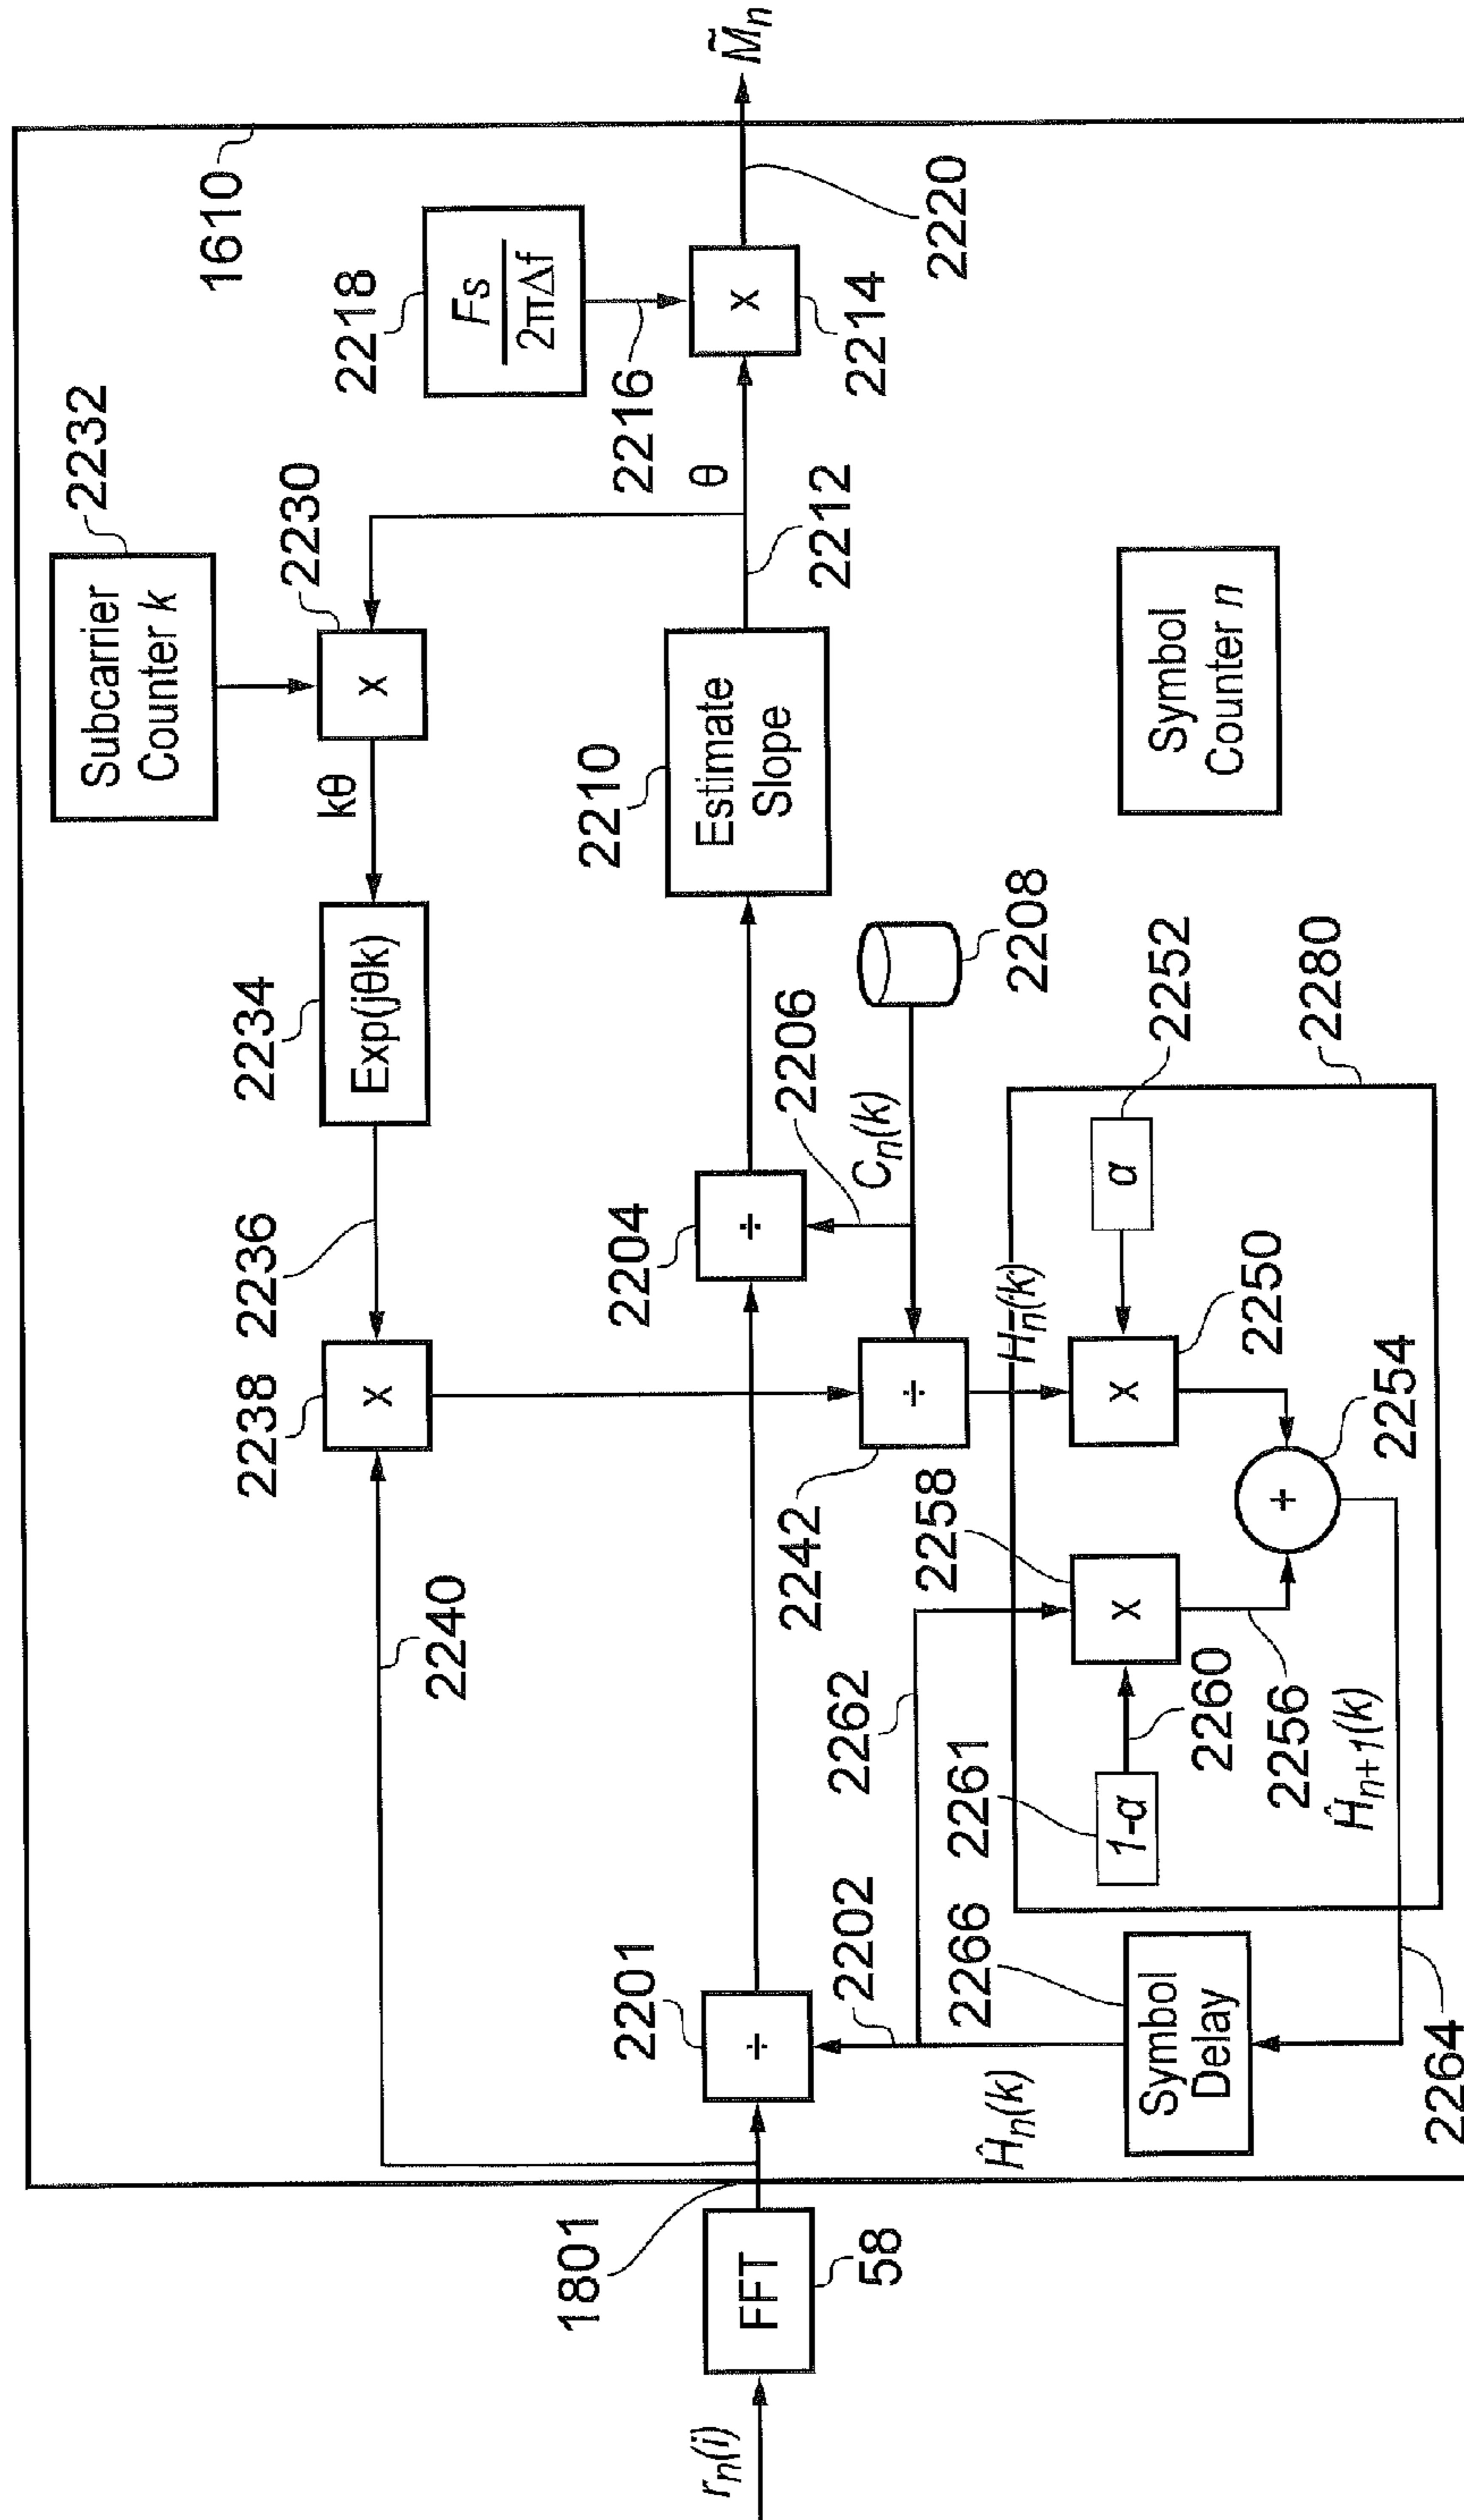 1610
M̃n
2232
Subcarrier
Counter k
2218
Fs
2πΔf
2230
x
kθ
2216
x
2220
2214
θ
2212
2234
Exp(jθk)
2210
Estimate
Slope
Symbol
Counter n
2236
2238
x
2204
÷
2206
Cn(k)
2208
2252
α
2280
2240
2242
÷
Hn(k)
2250
x
2254
+
2258
x
2262
2260
2256
2261
1-α
Ĥn+1(k)
2201
÷
2202
2266
Symbol
Delay
Ĥn(k)
2264
1801
FFT
58
rn(i)